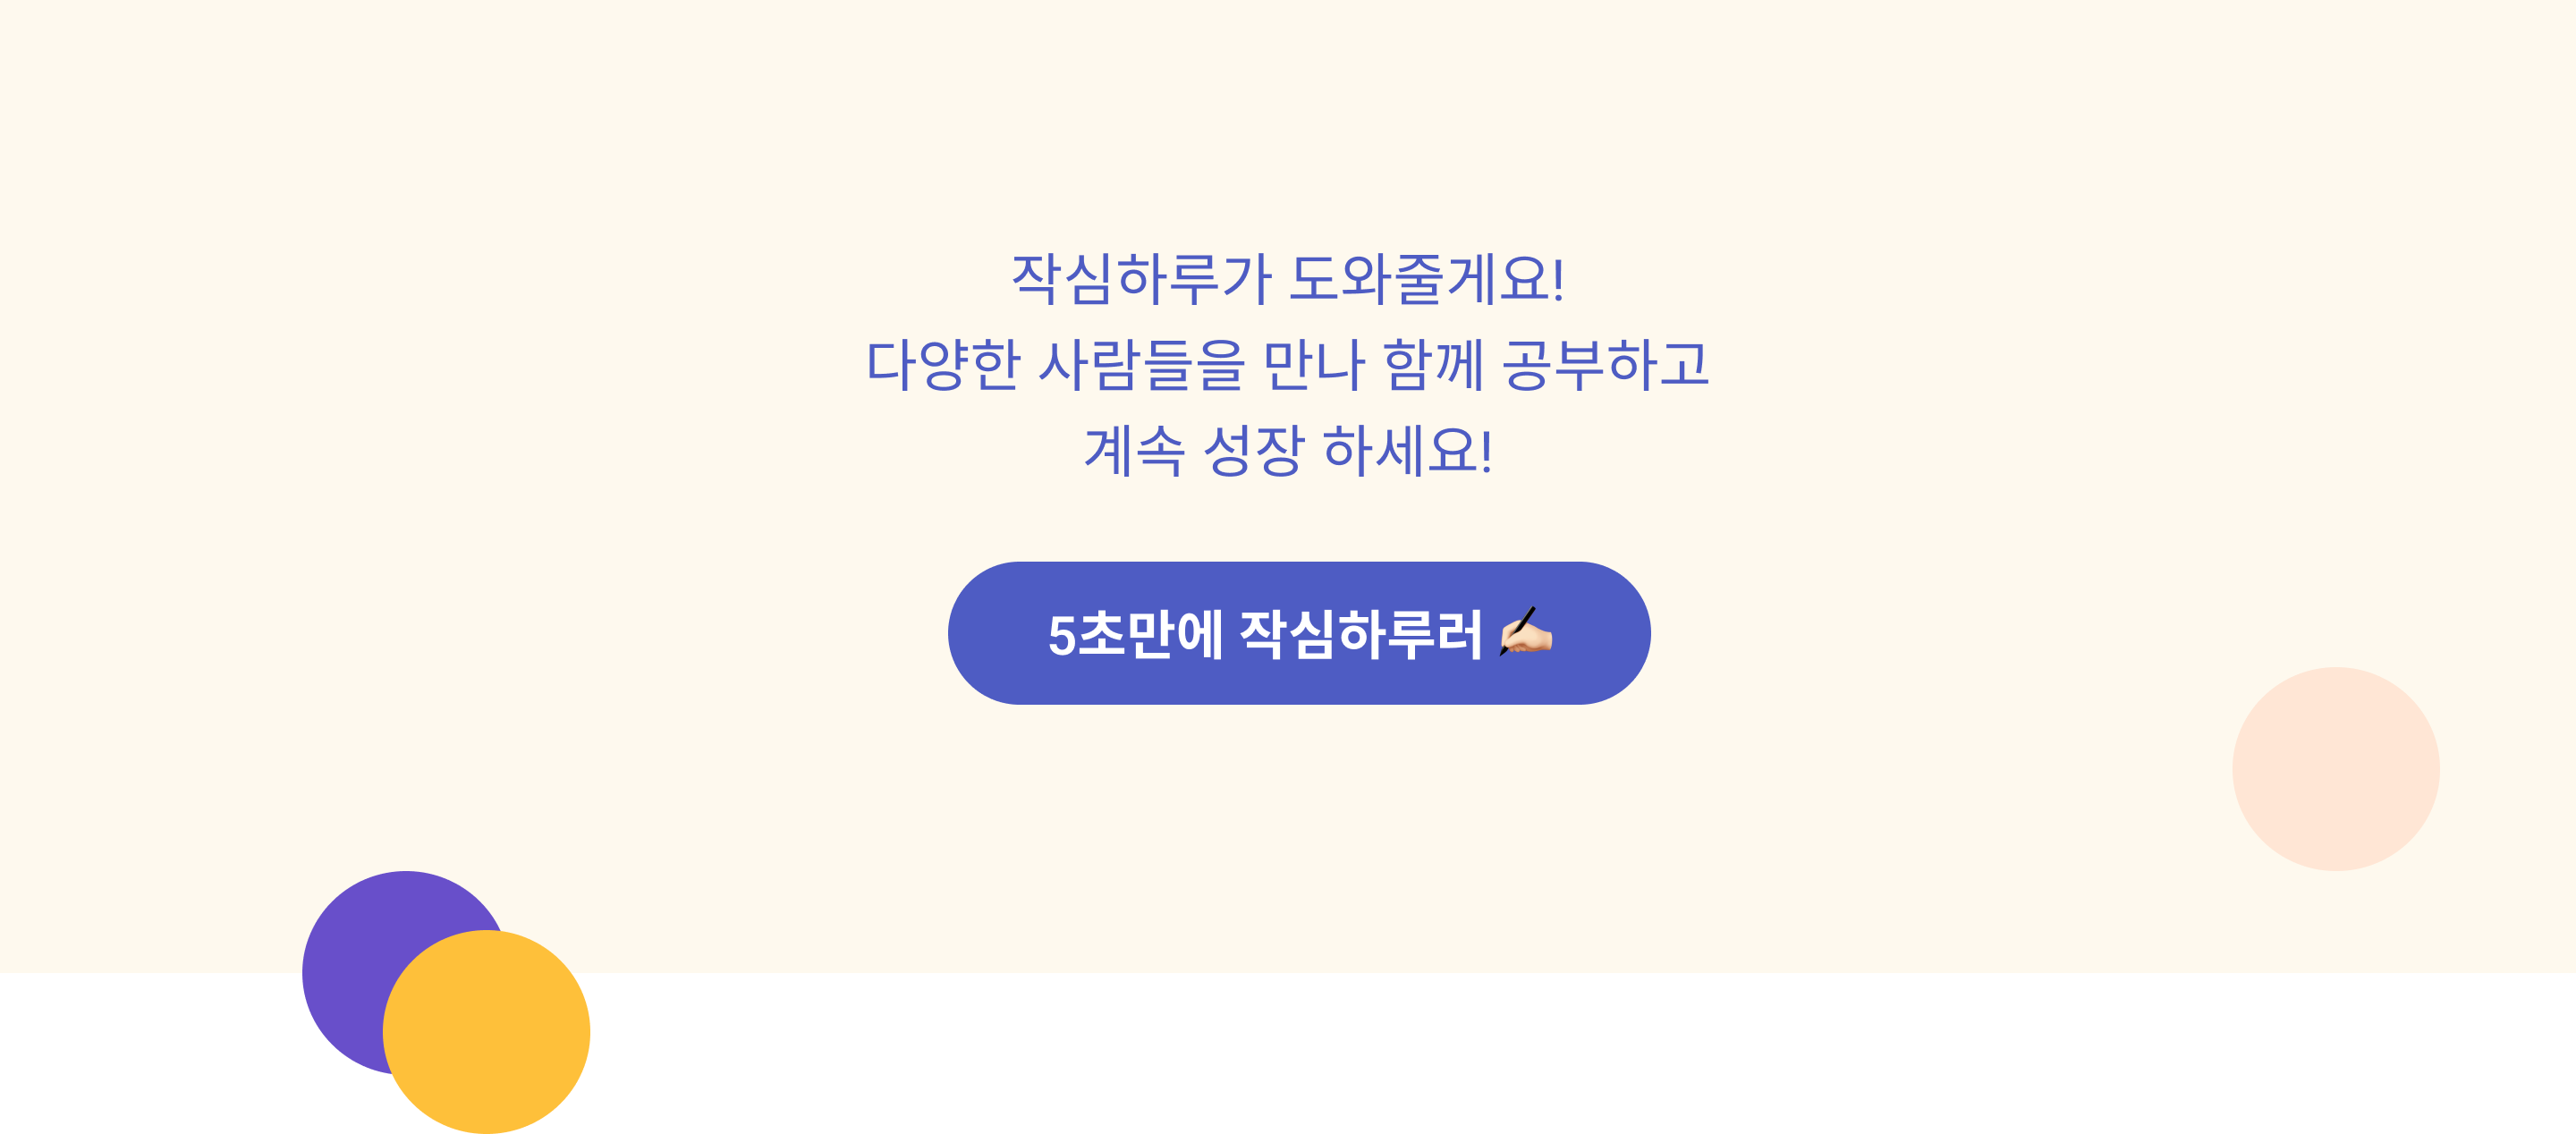 작심하루가 도와줄게요!
다양한 사람들을 만나 함께 공부하고
계속 성장 하세요!
5초만에 작심하루러 ✍🏻